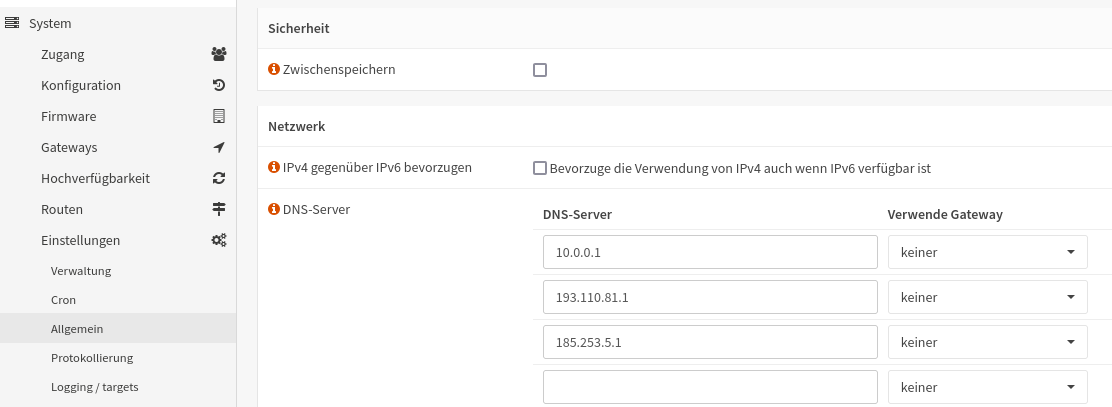 System
Zugang
Konfiguration
Firmware
Gateways
Hochverfügbarkeit
Routen
Einstellungen
Verwaltung
Cron
Allgemein
Protokollierung
Logging / targets
Sicherheit
Zwischenspeichern
Netzwerk
IPv4 gegenüber IPv6 bevorzugen Bevorzuge die Verwendung von IPv4 auch wenn IPv6 verfügbar ist
DNS-Server DNS-Server Verwende Gateway
10.0.0.1 keiner
193.110.81.1 keiner
185.253.5.1 keiner
keiner